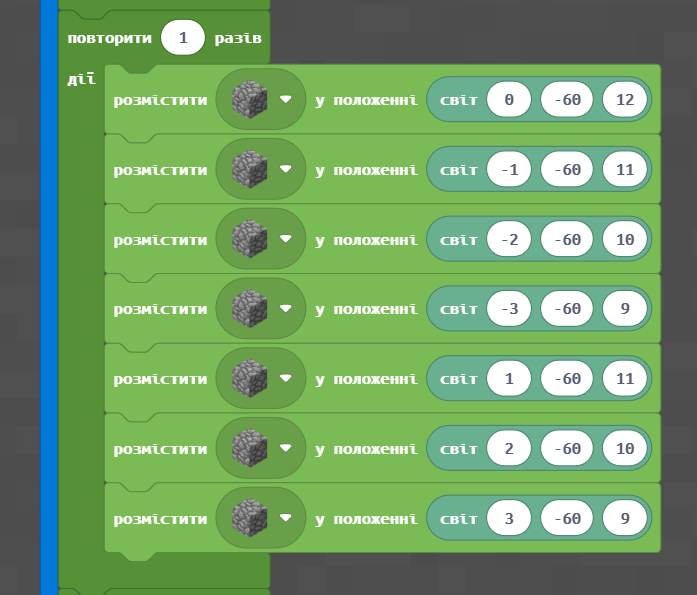 повторити 1 разів
дії
розмістити у положенні світ 0 -60 12
розмістити у положенні світ -1 -60 11
розмістити у положенні світ -2 -60 10
розмістити у положенні світ -3 -60 9
розмістити у положенні світ 1 -60 11
розмістити у положенні світ 2 -60 10
розмістити у положенні світ 3 -60 9